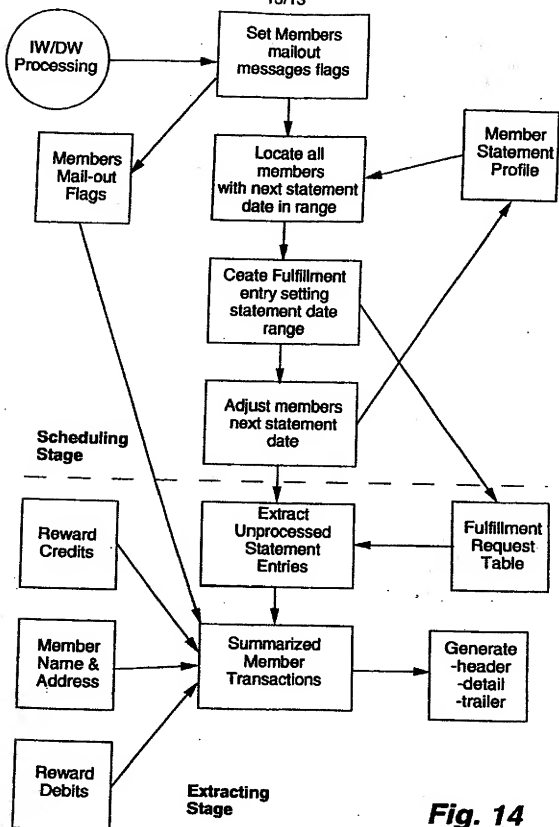 13/13
IW/DW
Processing
Set Members
mailout
messages flags
Members
Mail-out
Flags
Locate all
members
with next statement
date in range
Member
Statement
Profile
Ceate Fulfillment
entry setting
statement date
range
Adjust members
next statement
date
Scheduling
Stage
Reward
Credits
Extract
Unprocessed
Statement
Entries
Fulfillment
Request
Table
Member
Name &
Address
Summarized
Member
Transactions
Generate
-header
-detail
-trailer
Reward
Debits
Extracting
Stage
Fig. 14